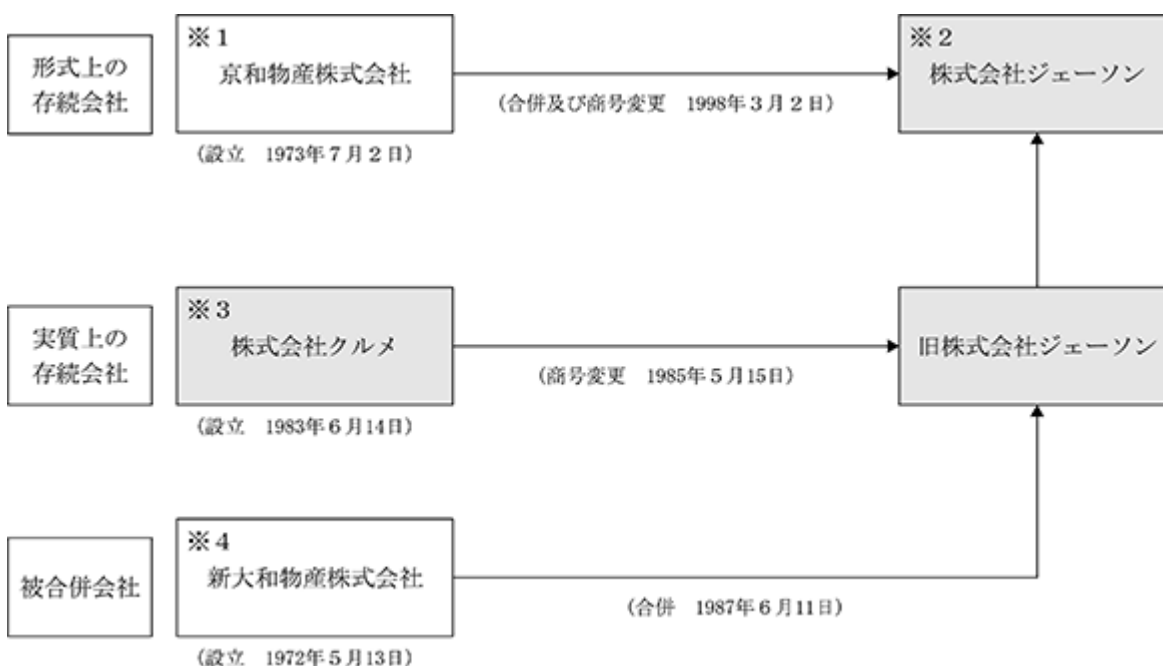 形式上の
存続会社
※1
京和物産株式会社
(設立 1973年7月2日)
(合併及び商号変更 1998年3月2日)
※2
株式会社ジェーソン
実質上の
存続会社
※3
株式会社クルメ
(設立 1983年6月14日)
(商号変更 1985年5月15日)
旧株式会社ジェーソン
被合併会社
※4
新大和物産株式会社
(設立 1972年5月13日)
(合併 1987年6月11日)